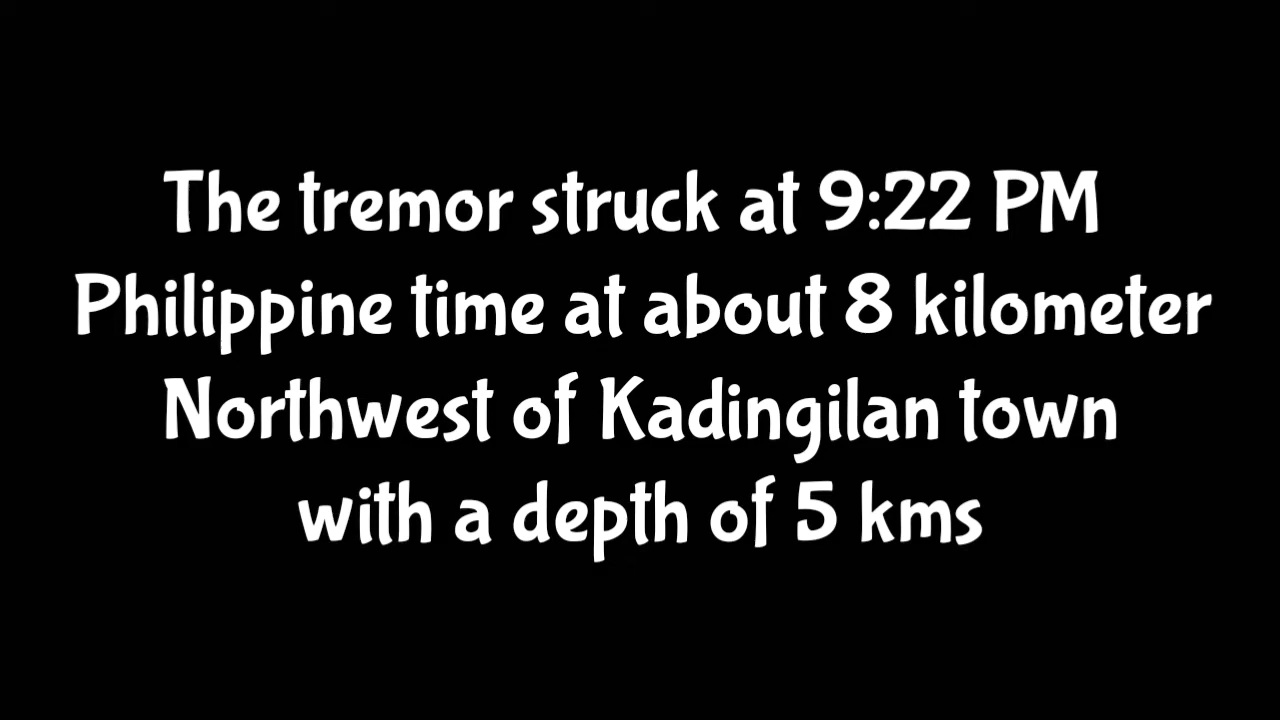 The tremor struck at 9:22 PM
Philippine time at about 8 kilometer
Northwest of Kadingilan town
with a depth of 5 kms